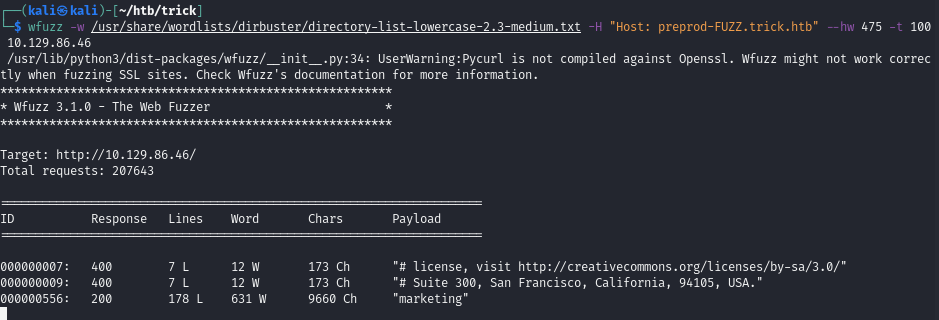 ┌──(kali㉿kali)-[~/htb/trick]
└─$ wfuzz -w /usr/share/wordlists/dirbuster/directory-list-lowercase-2.3-medium.txt -H "Host: preprod-FUZZ.trick.htb" --hw 475 -t 100
10.129.86.46
/usr/lib/python3/dist-packages/wfuzz/__init__.py:34: UserWarning:Pycurl is not compiled against Openssl. Wfuzz might not work correc
tly when fuzzing SSL sites. Check Wfuzz's documentation for more information.
********************************************************
* Wfuzz 3.1.0 - The Web Fuzzer                         *
********************************************************
Target: http://10.129.86.46/
Total requests: 207643
=====================================================================
ID           Response   Lines    Word       Chars       Payload
=====================================================================
000000007:   400        7 L      12 W       173 Ch      "# license, visit http://creativecommons.org/licenses/by-sa/3.0/"
000000009:   400        7 L      12 W       173 Ch      "# Suite 300, San Francisco, California, 94105, USA."
000000556:   200        178 L    631 W      9660 Ch     "marketing"